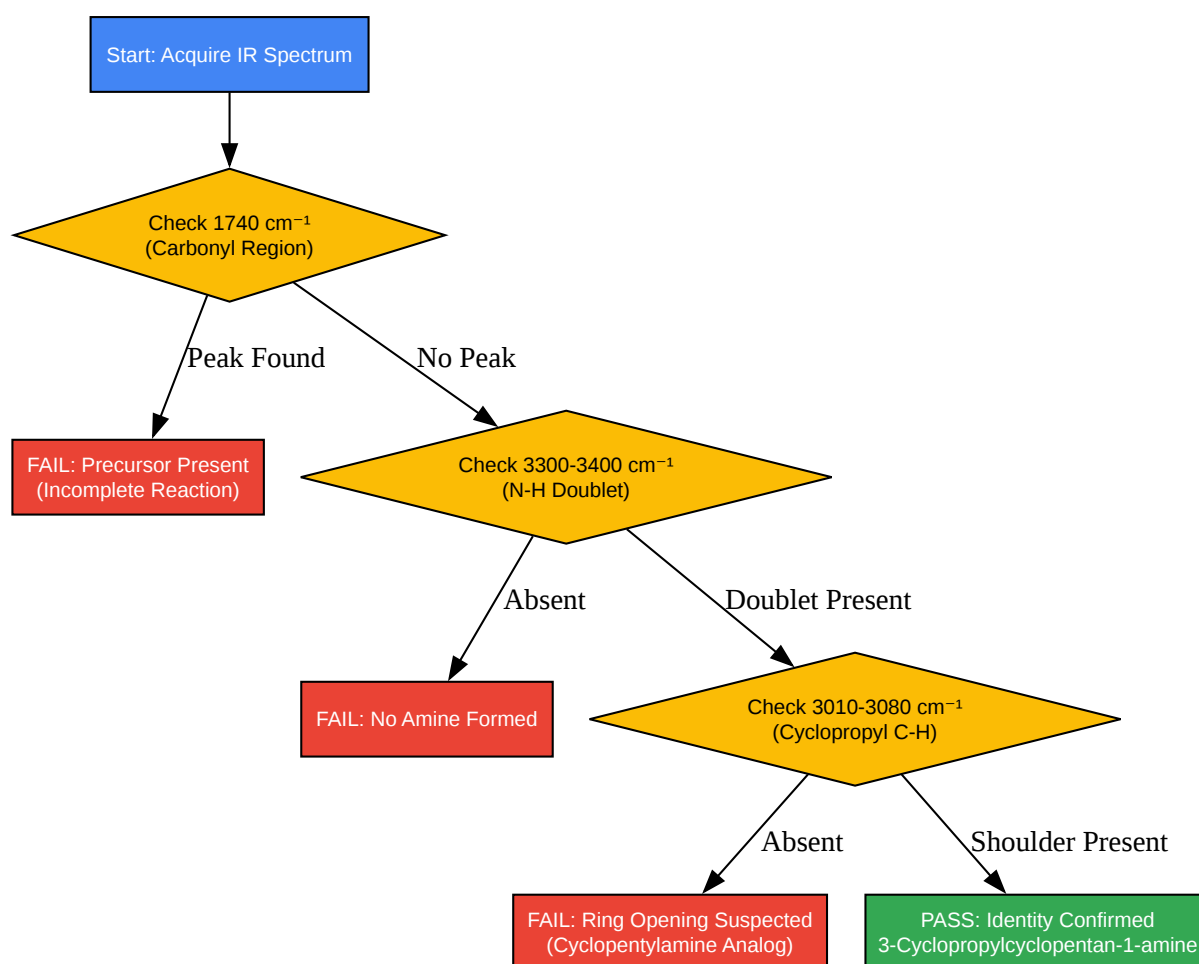 Start: Acquire IR Spectrum
Check 1740 cm⁻¹
(Carbonyl Region)
Peak Found
No Peak
FAIL: Precursor Present
(Incomplete Reaction)
Check 3300-3400 cm⁻¹
(N-H Doublet)
Absent
Doublet Present
FAIL: No Amine Formed
Check 3010-3080 cm⁻¹
(Cyclopropyl C-H)
Absent
Shoulder Present
FAIL: Ring Opening Suspected
(Cyclopentylamine Analog)
PASS: Identity Confirmed
3-Cyclopropylcyclopentan-1-amine